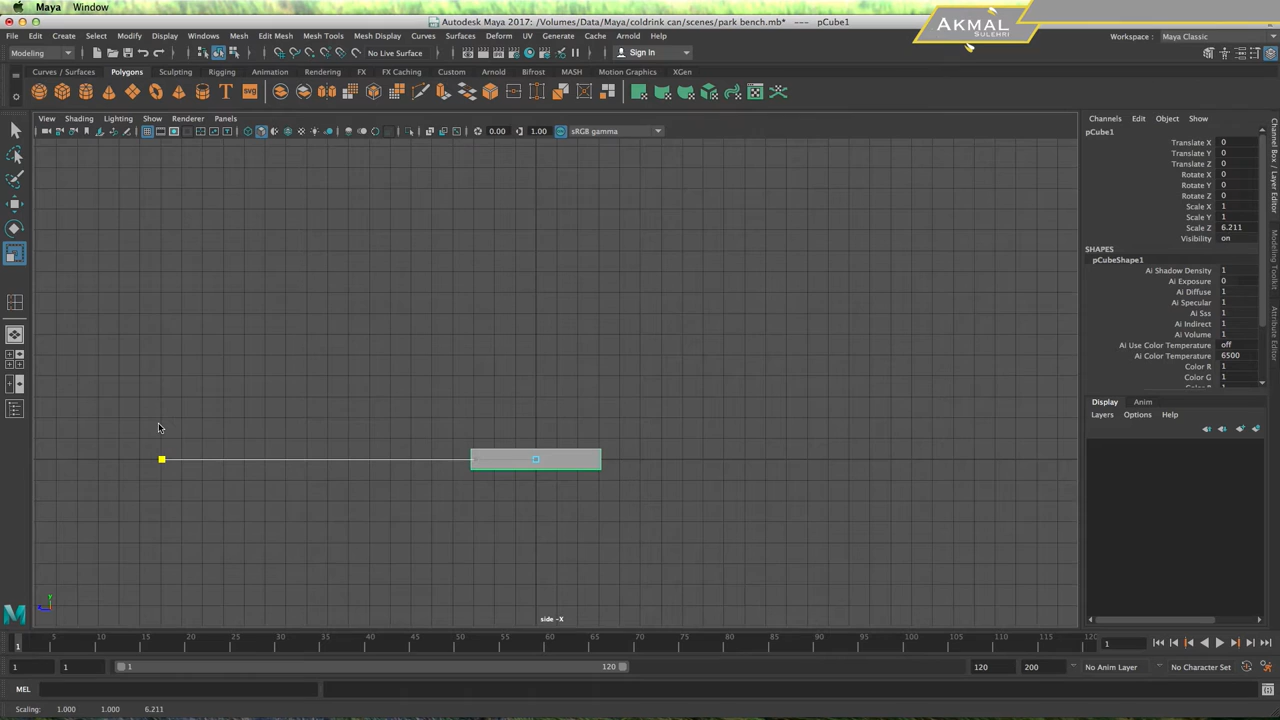 Maya Window
Autodesk Maya 2017: /Volumes/Data/Maya/coldrink can/scenes/park bench.mb* --- pCube1
AKMAL
SULEHRI
File Edit Create Select Modify Display Windows Mesh Edit Mesh Mesh Tools Mesh Display Curves Surfaces Deform UV Generate Cache Arnold Help
Workspace : Maya Classic
Modeling No Live Surface Sign In
Curves / Surfaces Polygons Sculpting Rigging Animation Rendering FX FX Caching Custom Arnold Bifrost MASH Motion Graphics XGen
T svg
View Shading Lighting Show Renderer Panels
0.00 1.00 sRGB gamma
Channels Edit Object Show
pCube1
Translate X 0
Translate Y 0
Translate Z 0
Rotate X 0
Rotate Y 0
Rotate Z 0
Scale X 1
Scale Y 1
Scale Z 6.211
Visibility on
SHAPES
pCubeShape1
Ai Shadow Density 1
Ai Exposure 0
Ai Diffuse 1
Ai Specular 1
Ai Sss 1
Ai Indirect 1
Ai Volume 1
Ai Use Color Temperature off
Ai Color Temperature 6500
Color R 1
Color G 1
Channel Box / Layer Editor
Modeling Toolkit
Attribute Editor
Display Anim
Layers Options Help
y
side -X
5 10 15 20 25 30 35 40 45 50 55 60 65 70 75 80 85 90 95 100 105 110 115 120
1 1
1 1 1 120 120 200 No Anim Layer No Character Set
MEL
Scaling: 1.000 1.000 6.211